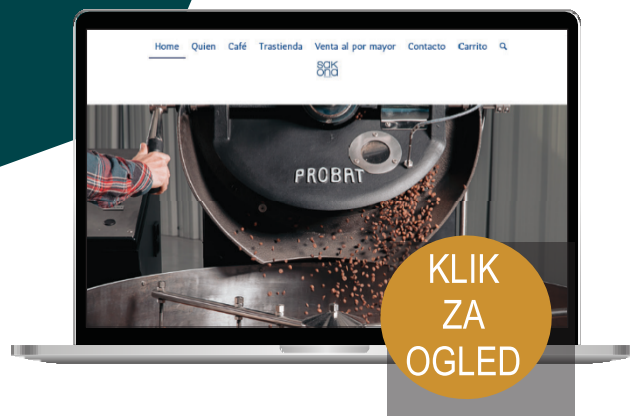 Home Quien Café Trastienda Venta al por mayor Contacto Carrito
sak
ona
PROBAT
KLIK
ZA
OGLED